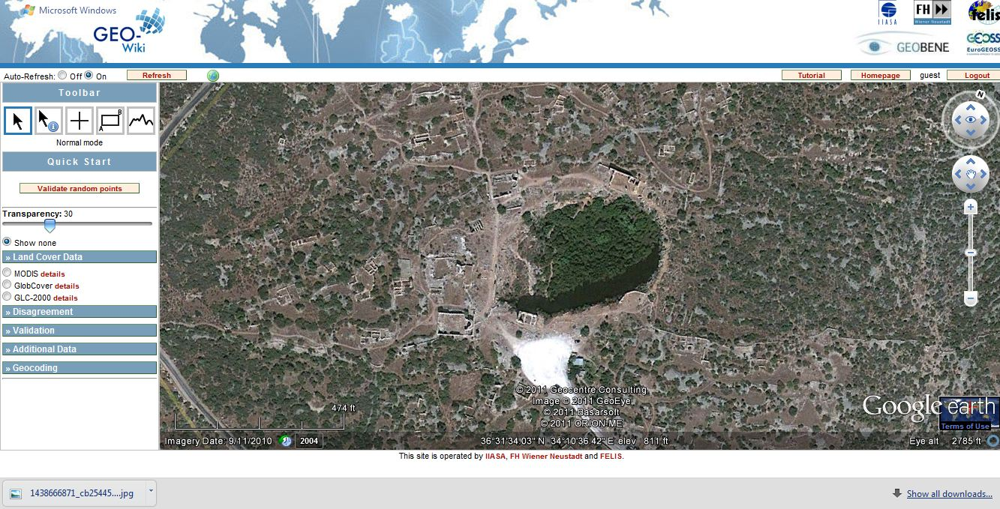 Microsoft Windows
GEO-
Wiki
IIASA
FH
Wiener Neustadt
felis
GEOBENE
GEOSS
EuroGEOSS
Auto-Refresh: Off On
Refresh
Tutorial
Homepage
guest
Logout
Toolbar
A B
Normal mode
Quick Start
Validate random points
Transparency: 30
Show none
» Land Cover Data
MODIS details
GlobCover details
GLC-2000 details
» Disagreement
» Validation
» Additional Data
» Geocoding
N
474 ft
© 2011 Geocentre Consulting
Image © 2011 GeoEye
© 2011 Basarsoft
© 2011 ORION-ME
Google earth
Terms of Use
Imagery Date: 9/11/2010
2004
36°31'34.03" N 34°10'36.42" E elev 811 ft
Eye alt 2785 ft
This site is operated by IIASA, FH Wiener Neustadt and FELIS.
1438666871_cb25445....jpg
Show all downloads...